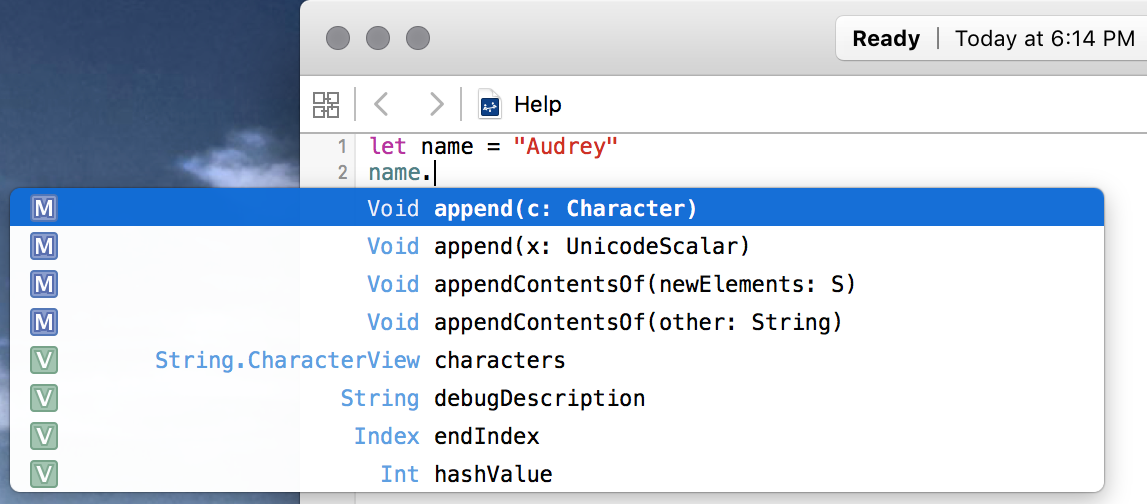 Ready | Today at 6:14 PM
Help
1 let name = "Audrey"
2 name.
M Void append(c: Character)
M Void append(x: UnicodeScalar)
M Void appendContentsOf(newElements: S)
M Void appendContentsOf(other: String)
V String.CharacterView characters
V String debugDescription
V Index endIndex
V Int hashValue